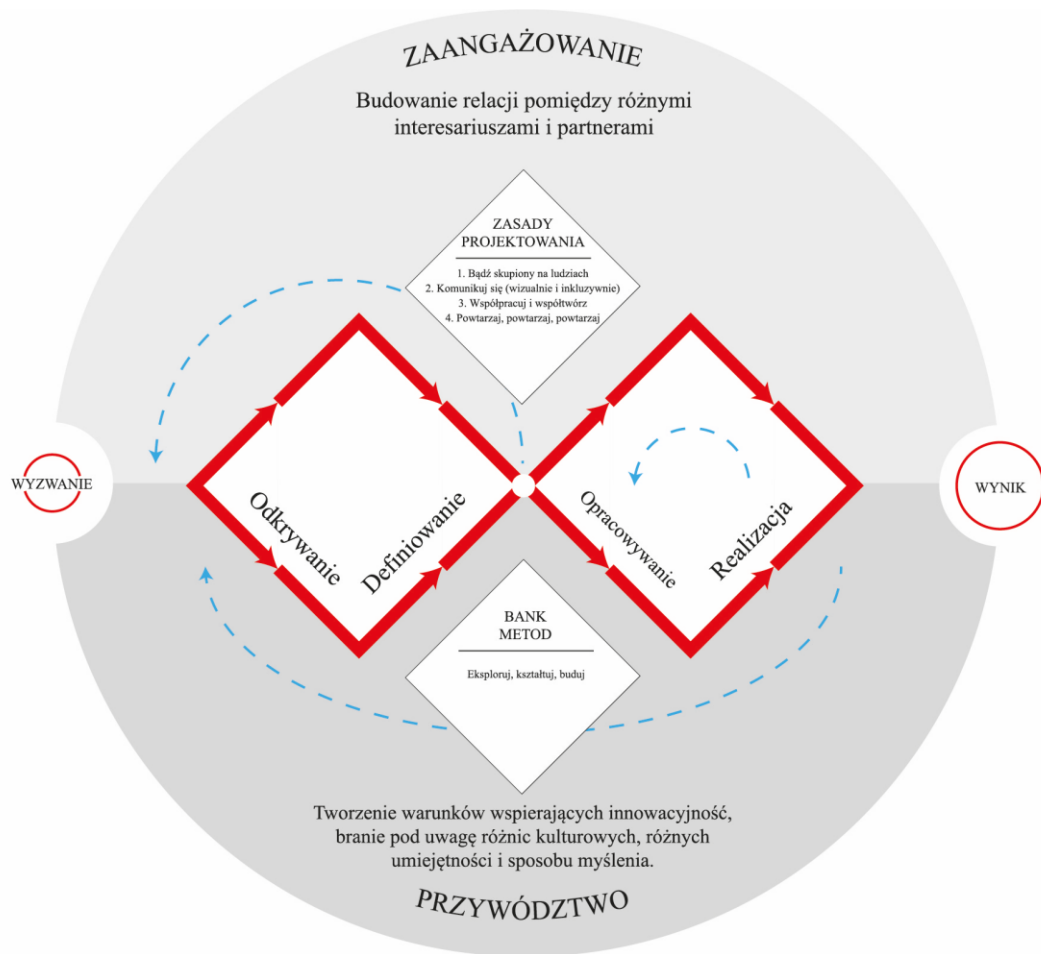 ZAANGAŻOWANIE
Budowanie relacji pomiędzy różnymi
interesariuszami i partnerami
ZASADY
PROJEKTOWANIA
1. Bądź skupiony na ludziach
2. Komunikuj się (wizualnie i inkluzywnie)
3. Współpracuj i współtwórz
4. Powtarzaj, powtarzaj, powtarzaj
WYZWANIE
Odkrywanie
Definiowanie
Opracowywanie
Realizacja
WYNIK
BANK
METOD
Eksploruj, kształtuj, buduj
Tworzenie warunków wspierających innowacyjność,
branie pod uwagę różnic kulturowych, różnych
umiejętności i sposobu myślenia.
PRZYWÓDZTWO